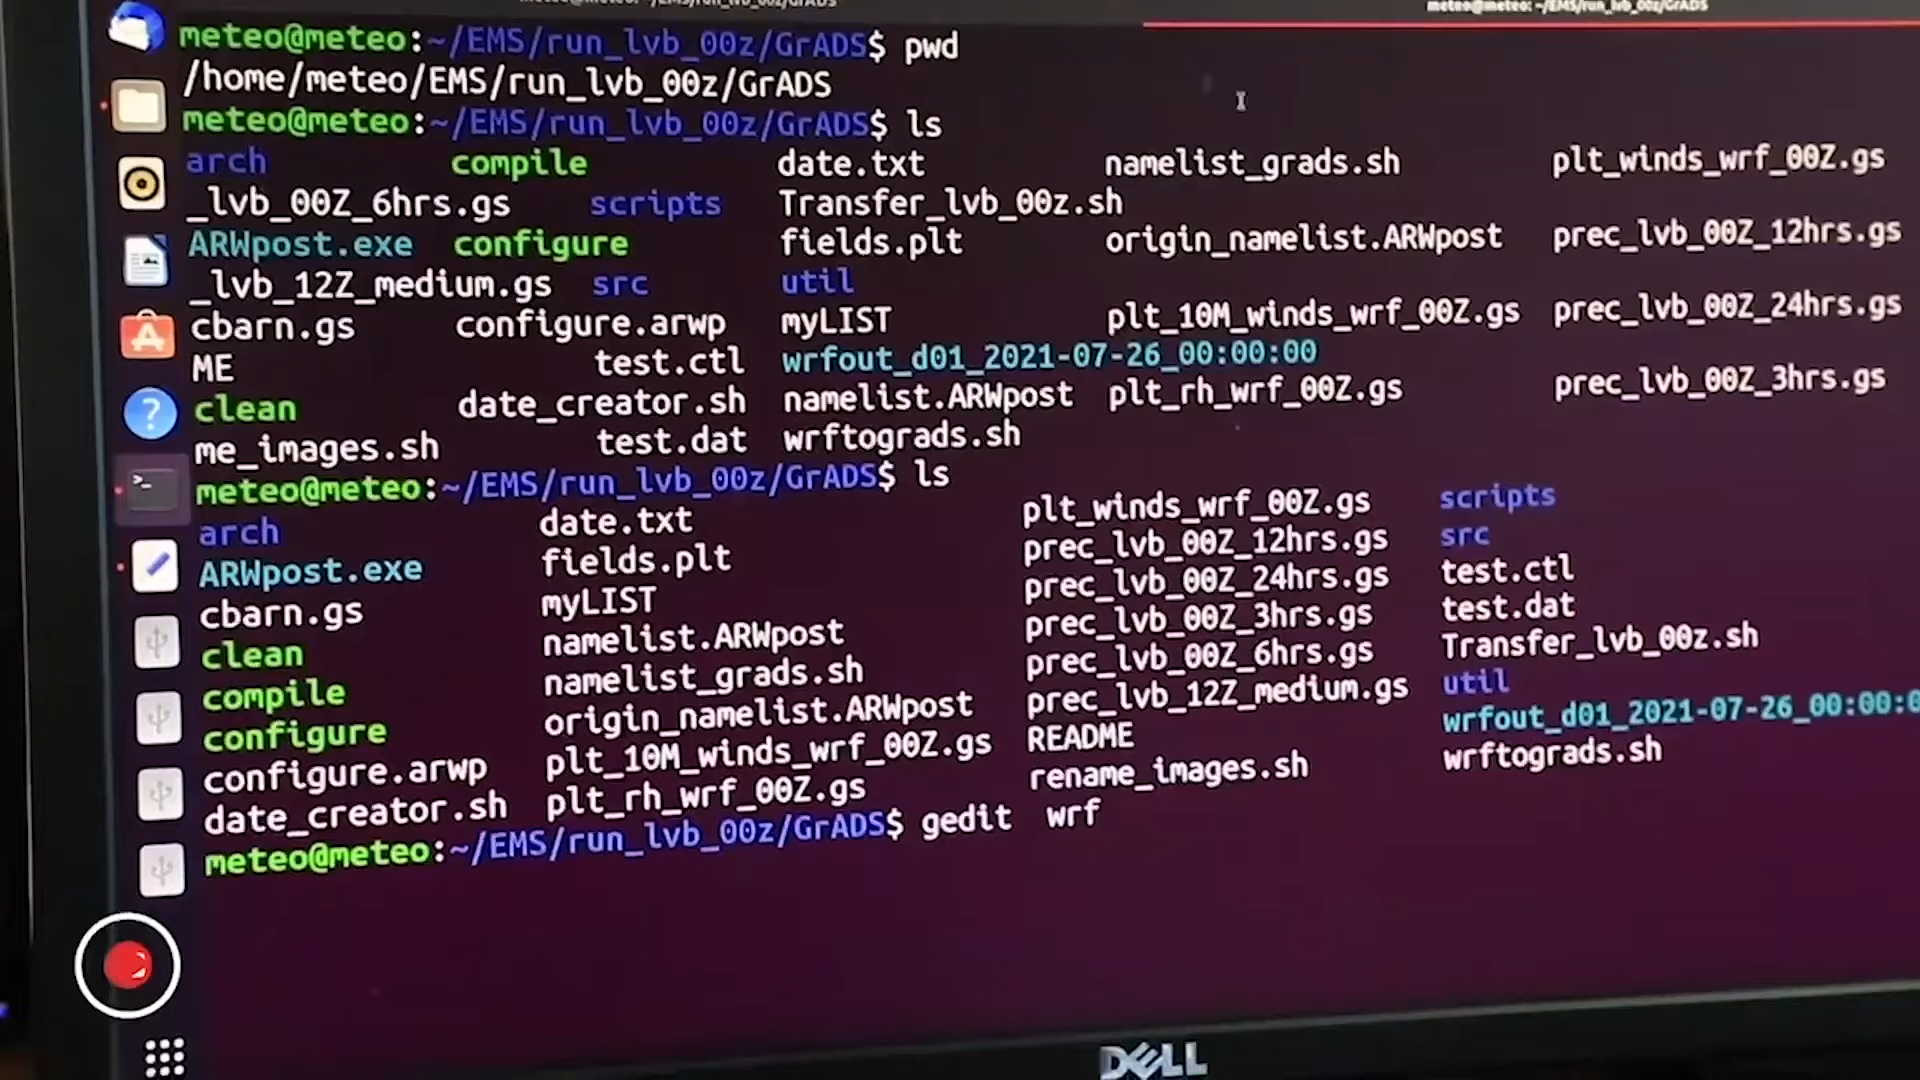 meteo@meteo: ~/EMS/run_lvb_00z/GrADS
meteo@meteo: ~/EMS/run_lvb_00z/GrADS
meteo@meteo:~/EMS/run_lvb_00z/GrADS$ pwd
/home/meteo/EMS/run_lvb_00z/GrADS
meteo@meteo:~/EMS/run_lvb_00z/GrADS$ ls
arch compile date.txt namelist_grads.sh plt_winds_wrf_00Z.gs
_lvb_00Z_6hrs.gs scripts Transfer_lvb_00z.sh
ARWpost.exe configure fields.plt origin_namelist.ARWpost prec_lvb_00Z_12hrs.gs
_lvb_12Z_medium.gs src util
cbarn.gs configure.arwp myLIST plt_10M_winds_wrf_00Z.gs prec_lvb_00Z_24hrs.gs
ME test.ctl wrfout_d01_2021-07-26_00:00:00
clean date_creator.sh namelist.ARWpost plt_rh_wrf_00Z.gs prec_lvb_00Z_3hrs.gs
me_images.sh test.dat wrftograds.sh
meteo@meteo:~/EMS/run_lvb_00z/GrADS$ ls
arch date.txt plt_winds_wrf_00Z.gs scripts
ARWpost.exe fields.plt prec_lvb_00Z_12hrs.gs src
cbarn.gs myLIST prec_lvb_00Z_24hrs.gs test.ctl
clean namelist.ARWpost prec_lvb_00Z_3hrs.gs test.dat
compile namelist_grads.sh prec_lvb_00Z_6hrs.gs Transfer_lvb_00z.sh
configure origin_namelist.ARWpost prec_lvb_12Z_medium.gs util
configure.arwp plt_10M_winds_wrf_00Z.gs README wrfout_d01_2021-07-26_00:00:0
date_creator.sh plt_rh_wrf_00Z.gs rename_images.sh wrftograds.sh
meteo@meteo:~/EMS/run_lvb_00z/GrADS$ gedit wrf
DELL